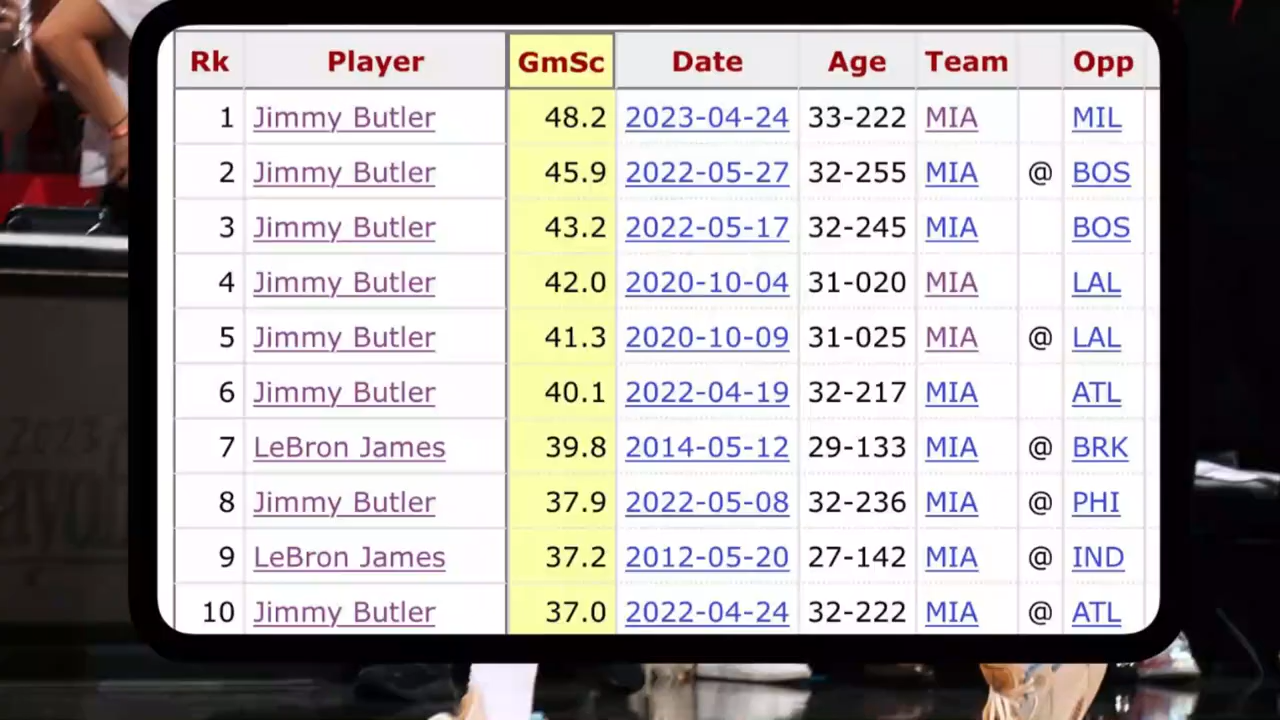 Rk Player GmSc Date Age Team Opp
1 Jimmy Butler 48.2 2023-04-24 33-222 MIA MIL
2 Jimmy Butler 45.9 2022-05-27 32-255 MIA @ BOS
3 Jimmy Butler 43.2 2022-05-17 32-245 MIA BOS
4 Jimmy Butler 42.0 2020-10-04 31-020 MIA LAL
5 Jimmy Butler 41.3 2020-10-09 31-025 MIA @ LAL
6 Jimmy Butler 40.1 2022-04-19 32-217 MIA ATL
7 LeBron James 39.8 2014-05-12 29-133 MIA @ BRK
8 Jimmy Butler 37.9 2022-05-08 32-236 MIA @ PHI
9 LeBron James 37.2 2012-05-20 27-142 MIA @ IND
10 Jimmy Butler 37.0 2022-04-24 32-222 MIA @ ATL
2023